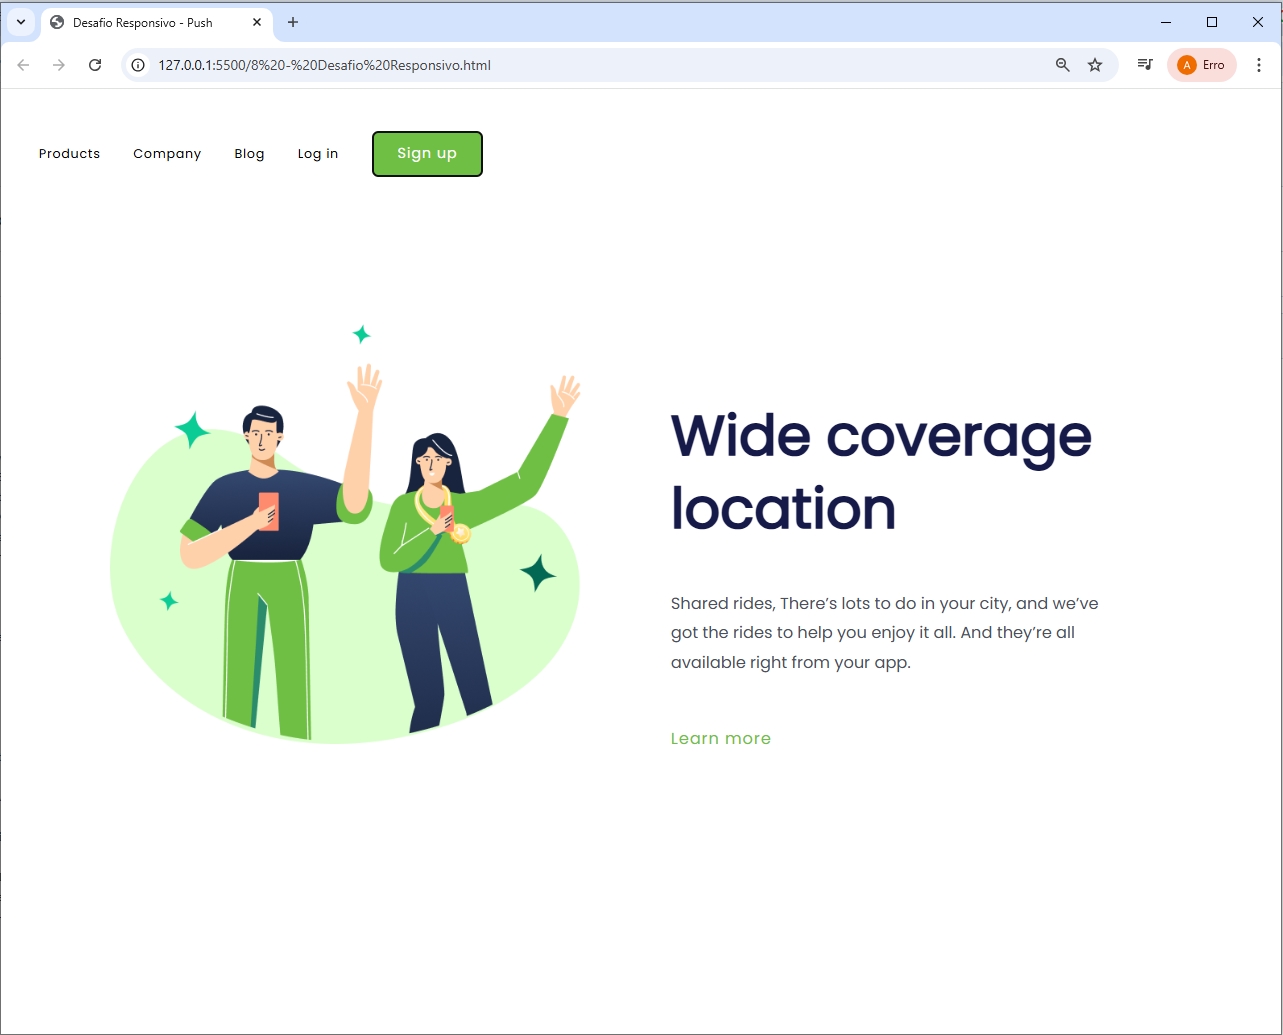 Desafio Responsivo - Push
127.0.0.1:5500/8%20-%20Desafio%20Responsivo.html
A Erro
Products Company Blog Log in Sign up
Wide coverage
location
Shared rides, There’s lots to do in your city, and we’ve
got the rides to help you enjoy it all. And they’re all
available right from your app.
Learn more